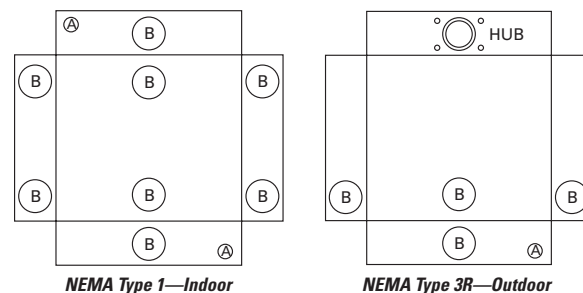 A
B
HUB
B B B
B B B B
B B
B A B A
NEMA Type 1—Indoor NEMA Type 3R—Outdoor